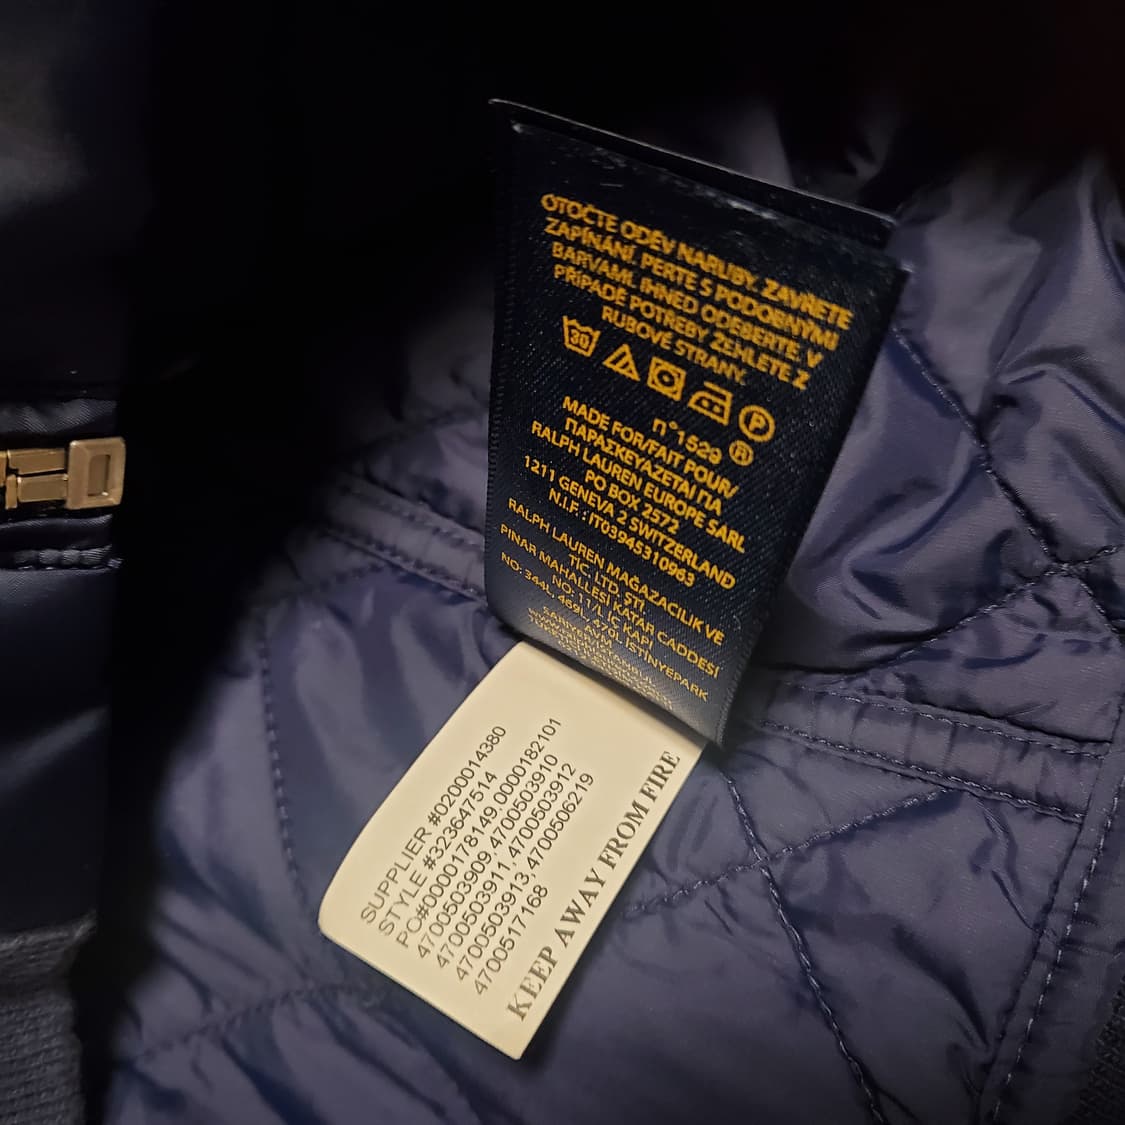 OTOČTE ODĚV NARUBY. ZAVŘETE
ZAPÍNÁNÍ. PERTE S PODOBNÝMI
BARVAMI. IHNED ODEBERTE. V
PŘÍPADĚ POTŘEBY ŽEHLETE Z
RUBOVÉ STRANY.
30 P
n°1529 ®
MADE FOR/FAIT POUR/
ΠΑΡΑΣΚΕΥΑΖΕΤΑΙ ΓΙΑ
RALPH LAUREN EUROPE SARL
PO BOX 2572
1211 GENEVA 2 SWITZERLAND
N.I.F. : IT03945310963
RALPH LAUREN MAĞAZACILIK VE
TİC. LTD. ŞTİ.
PINAR MAHALLESİ KATAR CADDESİ
NO: 11/L İÇ KAPI
NO: 344L, 469L, 470L İSTİNYEPARK
SUPPLIER #0200014380
STYLE #323647514
PO#0000178149,0000182101
4700503909,4700503910
4700503911,4700503912
4700503913,4700506219
4700517168
KEEP AWAY FROM FIRE